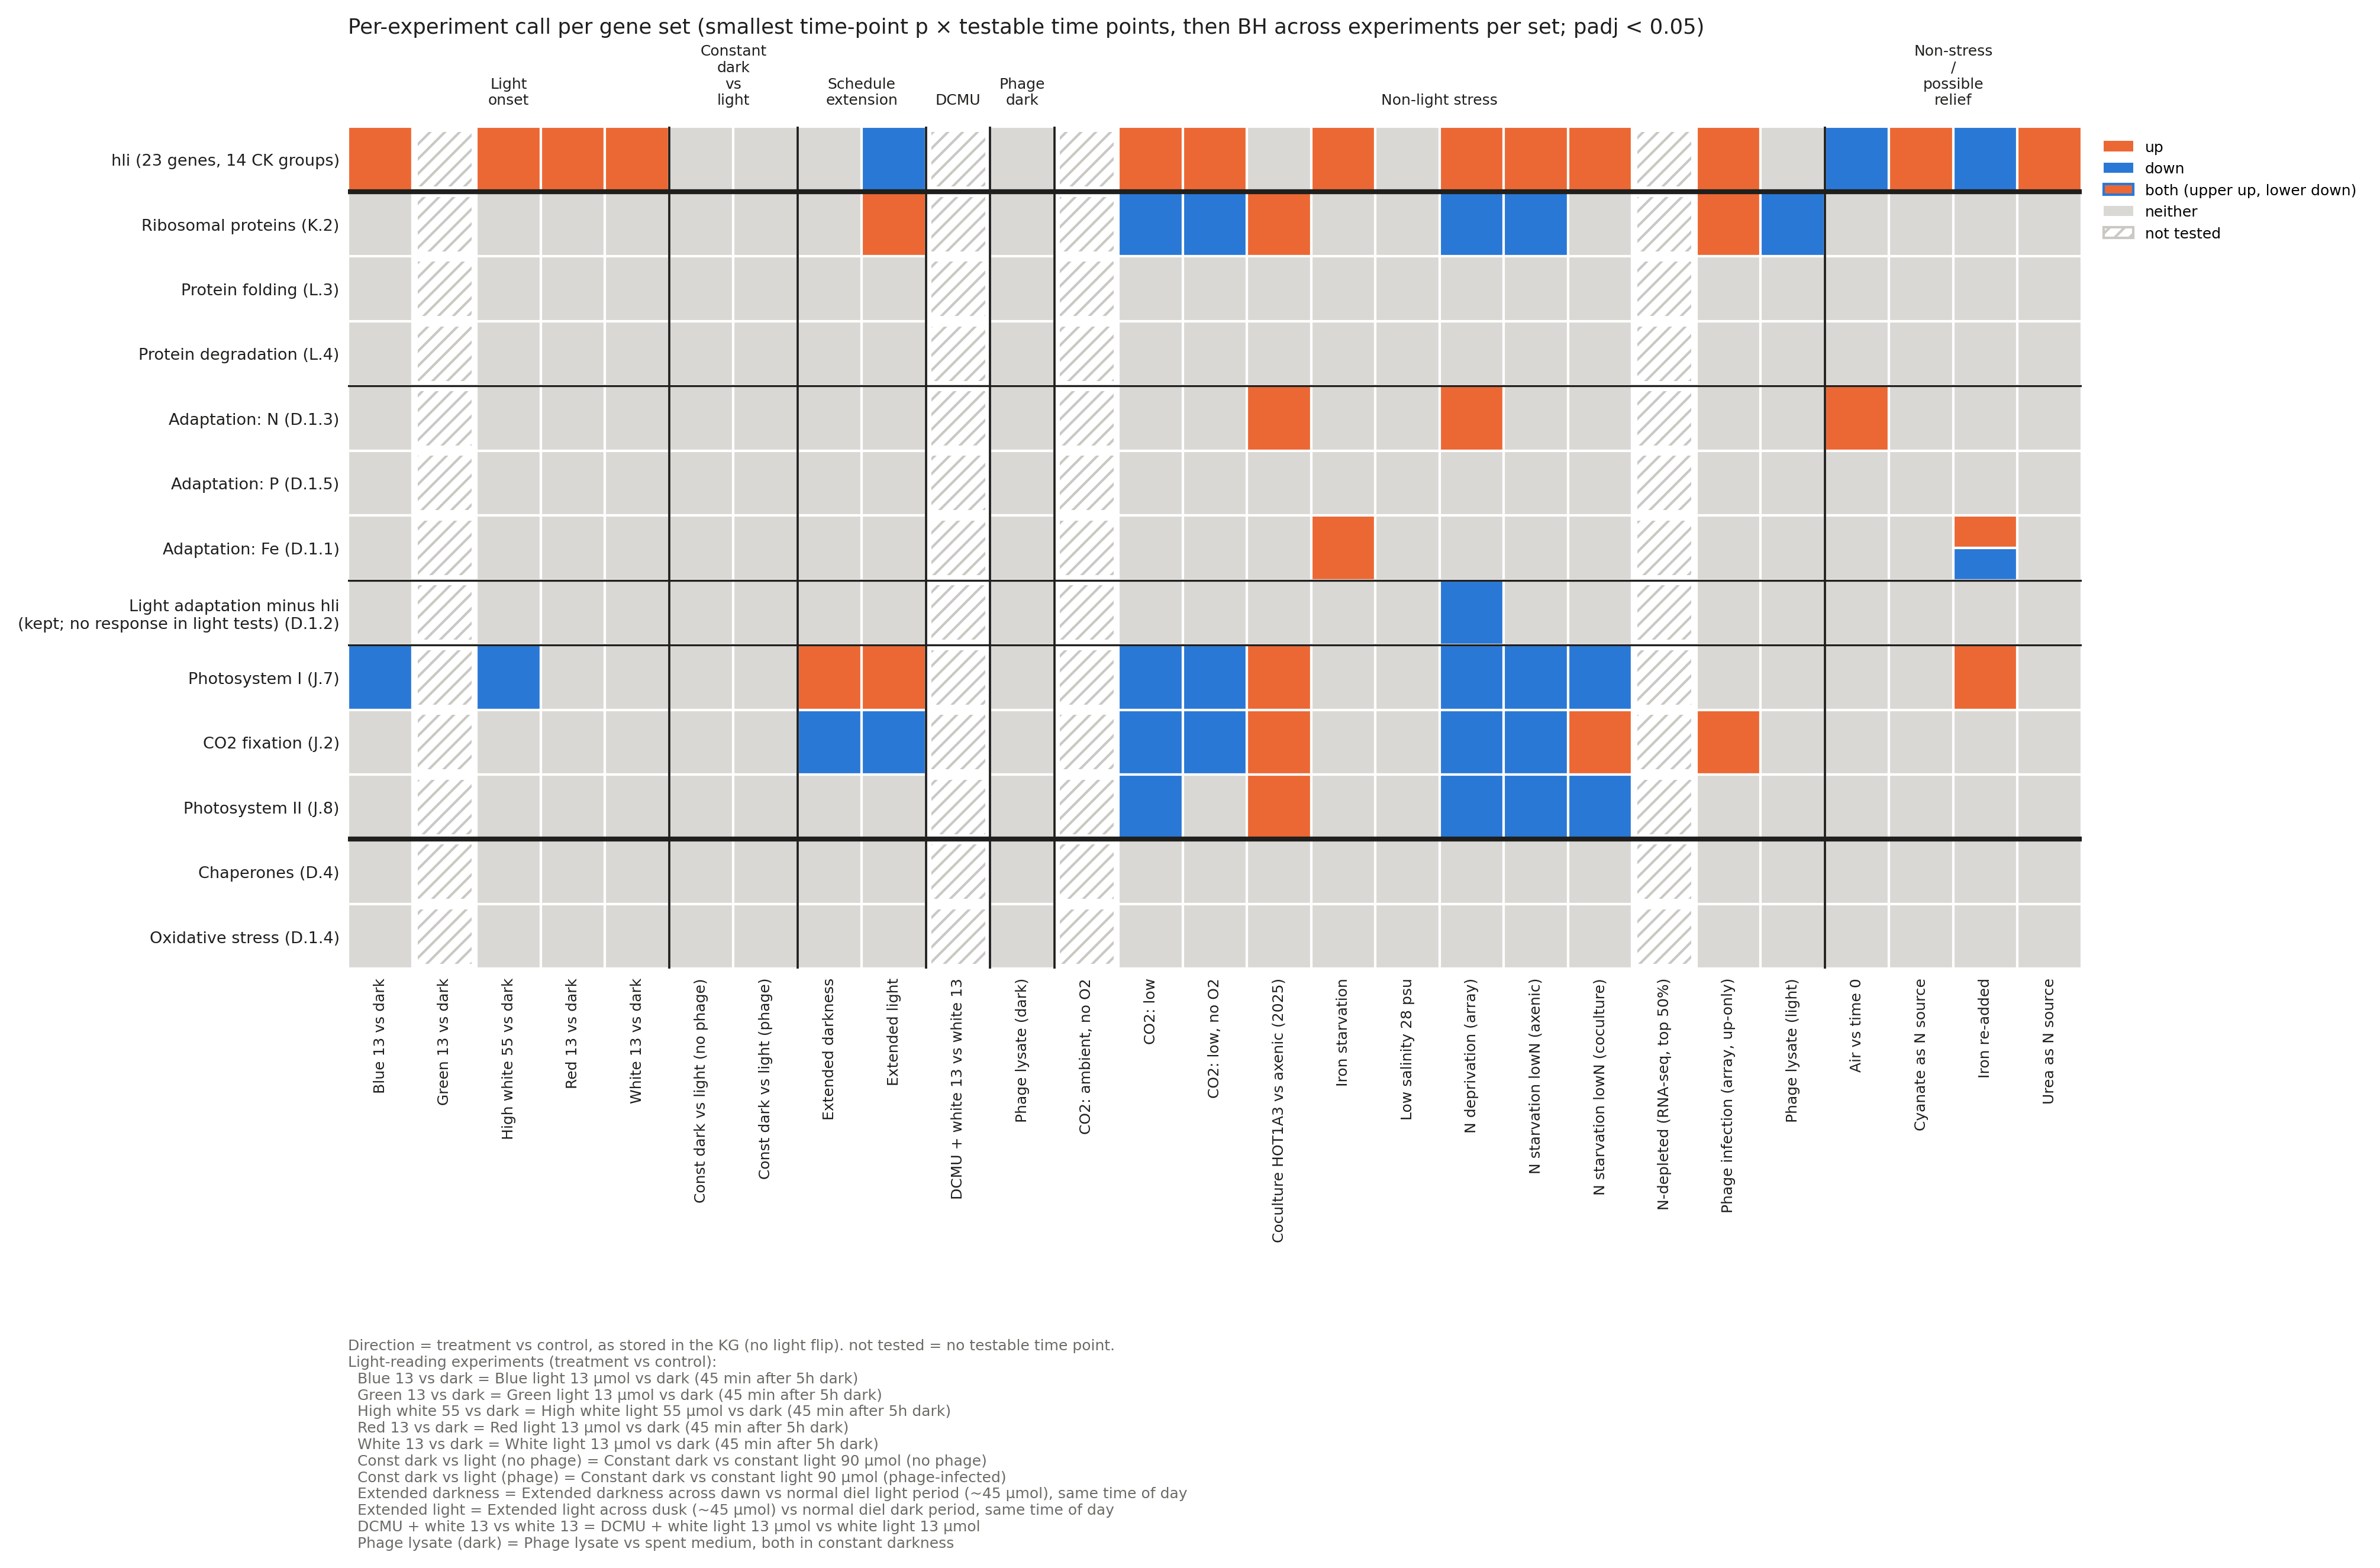 Per-experiment call per gene set (smallest time-point p × testable time points, then BH across experiments per set; padj < 0.05)
Light
onset
Constant
dark
vs
light
Schedule
extension
DCMU
Phage
dark
Non-light stress
Non-stress
/
possible
relief
up
down
both (upper up, lower down)
neither
not tested
hli (23 genes, 14 CK groups)
Ribosomal proteins (K.2)
Protein folding (L.3)
Protein degradation (L.4)
Adaptation: N (D.1.3)
Adaptation: P (D.1.5)
Adaptation: Fe (D.1.1)
Light adaptation minus hli
(kept; no response in light tests) (D.1.2)
Photosystem I (J.7)
CO2 fixation (J.2)
Photosystem II (J.8)
Chaperones (D.4)
Oxidative stress (D.1.4)
Blue 13 vs dark
Green 13 vs dark
High white 55 vs dark
Red 13 vs dark
White 13 vs dark
Const dark vs light (no phage)
Const dark vs light (phage)
Extended darkness
Extended light
DCMU + white 13 vs white 13
Phage lysate (dark)
CO2: ambient, no O2
CO2: low
CO2: low, no O2
Coculture HOT1A3 vs axenic (2025)
Iron starvation
Low salinity 28 psu
N deprivation (array)
N starvation lowN (axenic)
N starvation lowN (coculture)
N-depleted (RNA-seq, top 50%)
Phage infection (array, up-only)
Phage lysate (light)
Air vs time 0
Cyanate as N source
Iron re-added
Urea as N source
Direction = treatment vs control, as stored in the KG (no light flip). not tested = no testable time point.
Light-reading experiments (treatment vs control):
Blue 13 vs dark = Blue light 13 µmol vs dark (45 min after 5h dark)
Green 13 vs dark = Green light 13 µmol vs dark (45 min after 5h dark)
High white 55 vs dark = High white light 55 µmol vs dark (45 min after 5h dark)
Red 13 vs dark = Red light 13 µmol vs dark (45 min after 5h dark)
White 13 vs dark = White light 13 µmol vs dark (45 min after 5h dark)
Const dark vs light (no phage) = Constant dark vs constant light 90 µmol (no phage)
Const dark vs light (phage) = Constant dark vs constant light 90 µmol (phage-infected)
Extended darkness = Extended darkness across dawn vs normal diel light period (~45 µmol), same time of day
Extended light = Extended light across dusk (~45 µmol) vs normal diel dark period, same time of day
DCMU + white 13 vs white 13 = DCMU + white light 13 µmol vs white light 13 µmol
Phage lysate (dark) = Phage lysate vs spent medium, both in constant darkness